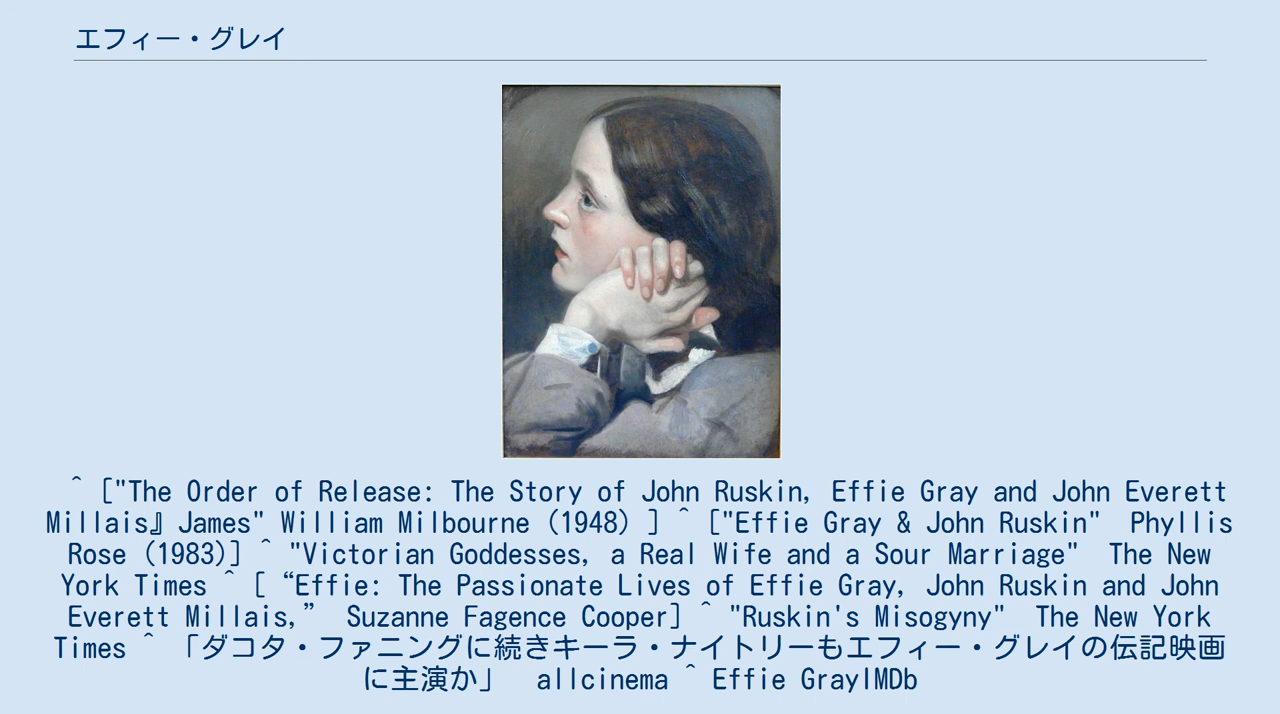 エフィー・グレイ
^ ["The Order of Release: The Story of John Ruskin, Effie Gray and John Everett
Millais』James" William Milbourne (1948) ] ^ ["Effie Gray & John Ruskin"  Phyllis
Rose (1983)] ^ "Victorian Goddesses, a Real Wife and a Sour Marriage"  The New
York Times ^ [ “Effie: The Passionate Lives of Effie Gray, John Ruskin and John
Everett Millais,”  Suzanne Fagence Cooper] ^ "Ruskin's Misogyny"  The New York
Times ^ 「ダコタ・ファニングに続きキーラ・ナイトリーもエフィー・グレイの伝記映画
に主演か」  allcinema ^ Effie GrayIMDb